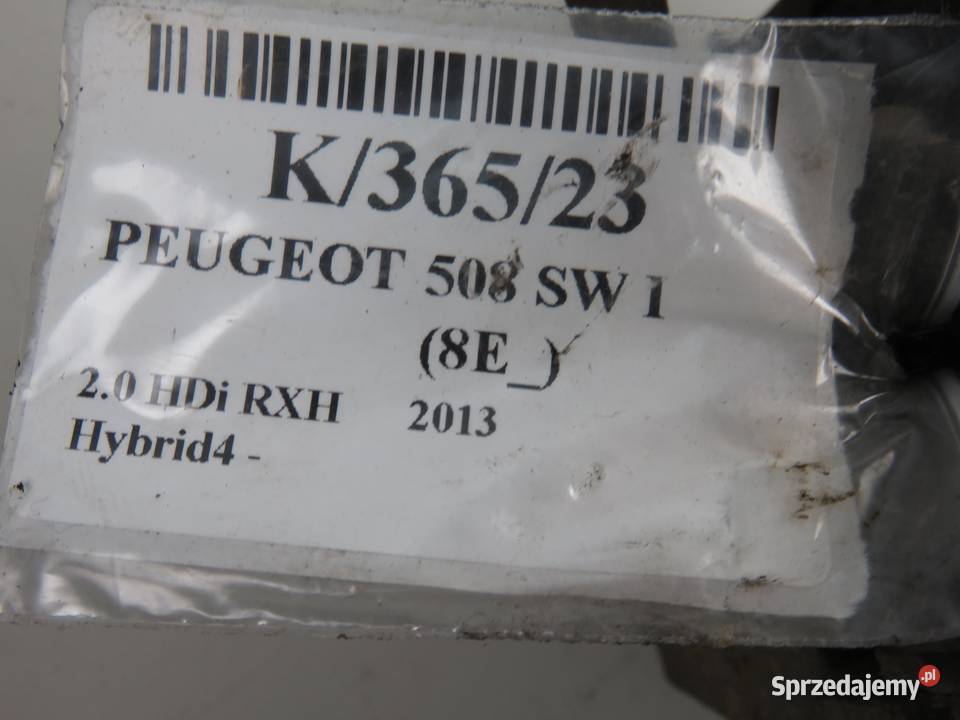 K/365/23
PEUGEOT 508 SW I
(8E_)
2.0 HDi RXH 2013
Hybrid4 -
Sprzedajemy.pl